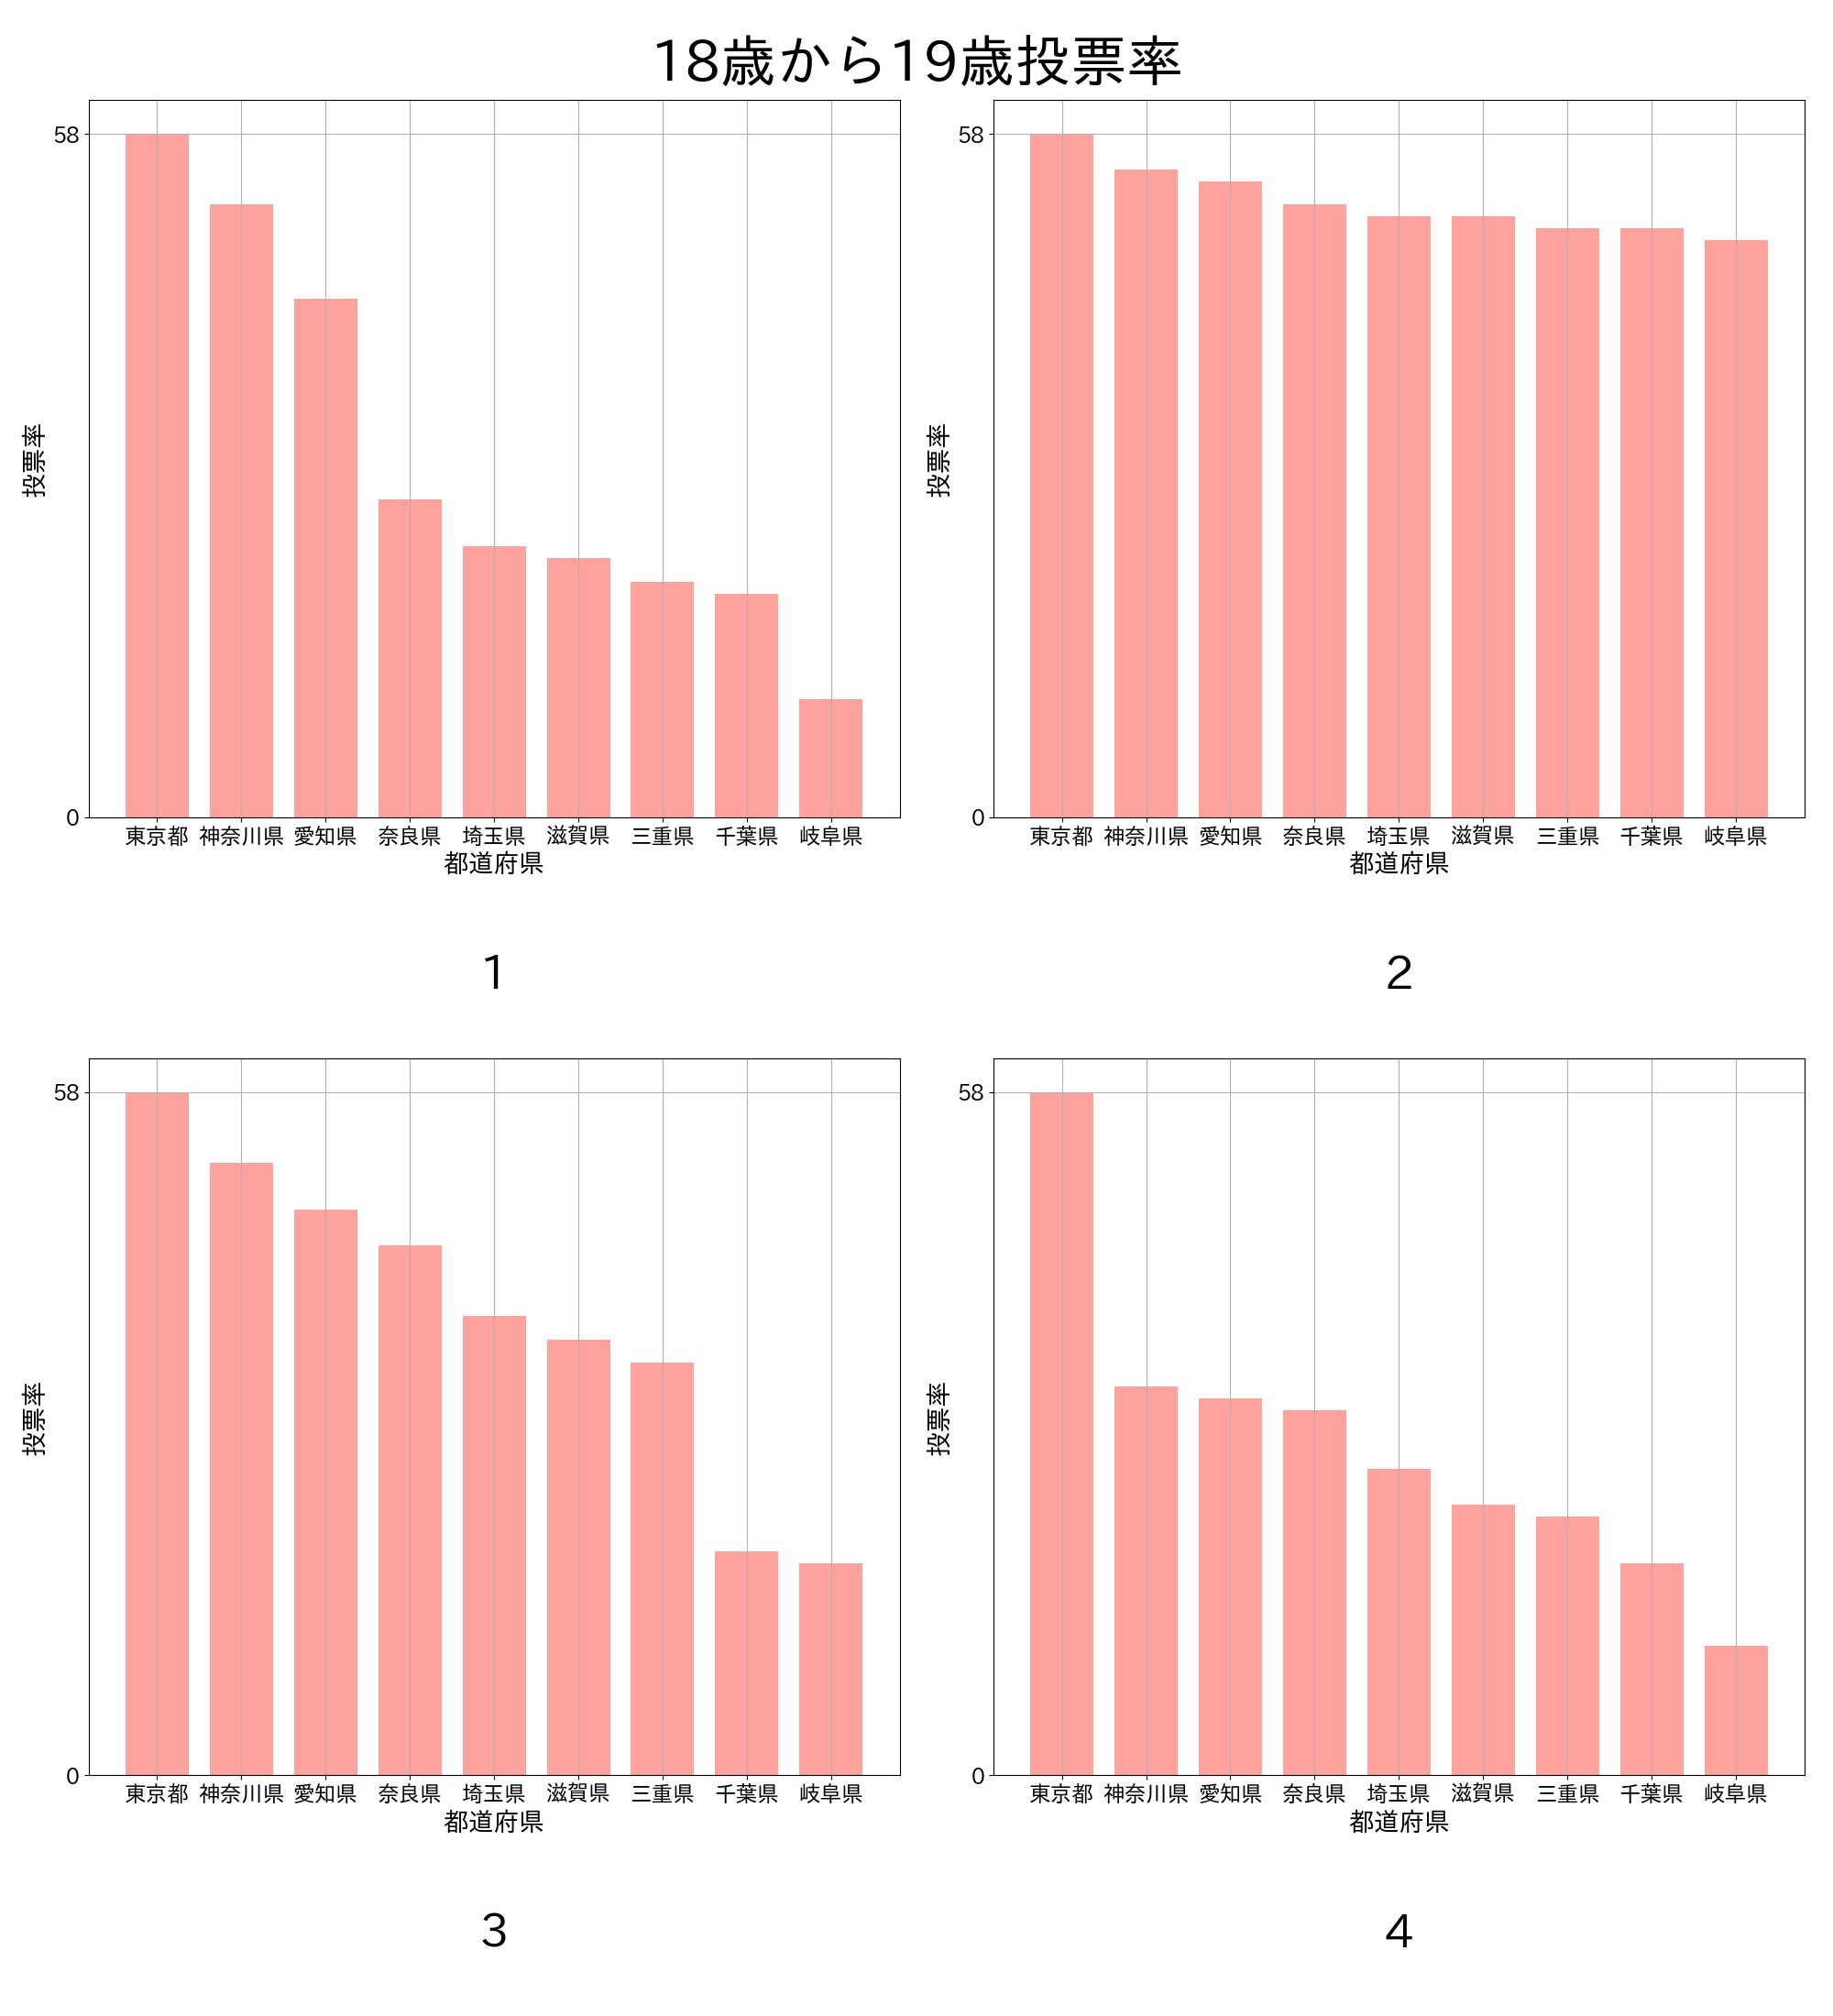 18歳から19歳投票率
58
0
投票率
東京都 神奈川県 愛知県 奈良県 埼玉県 滋賀県 三重県 千葉県 岐阜県
都道府県
1
58
0
投票率
東京都 神奈川県 愛知県 奈良県 埼玉県 滋賀県 三重県 千葉県 岐阜県
都道府県
2
58
0
投票率
東京都 神奈川県 愛知県 奈良県 埼玉県 滋賀県 三重県 千葉県 岐阜県
都道府県
3
58
0
投票率
東京都 神奈川県 愛知県 奈良県 埼玉県 滋賀県 三重県 千葉県 岐阜県
都道府県
4